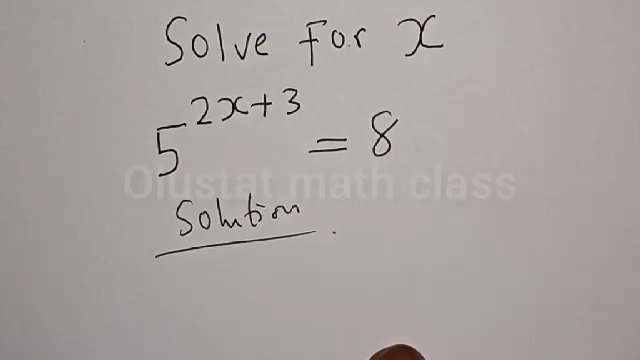 Solve For x
5^{2x+3} = 8
Olustat math class
Solution